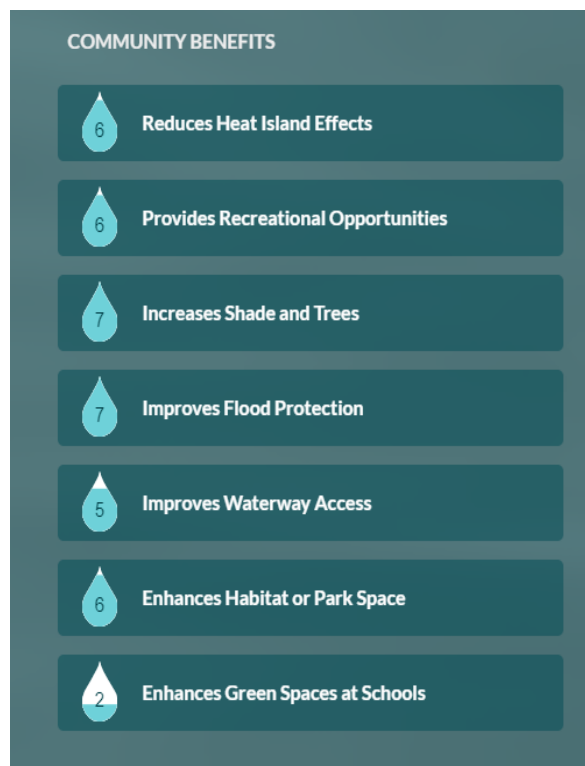 COMMUNITY BENEFITS
6 Reduces Heat Island Effects
6 Provides Recreational Opportunities
7 Increases Shade and Trees
7 Improves Flood Protection
5 Improves Waterway Access
6 Enhances Habitat or Park Space
2 Enhances Green Spaces at Schools